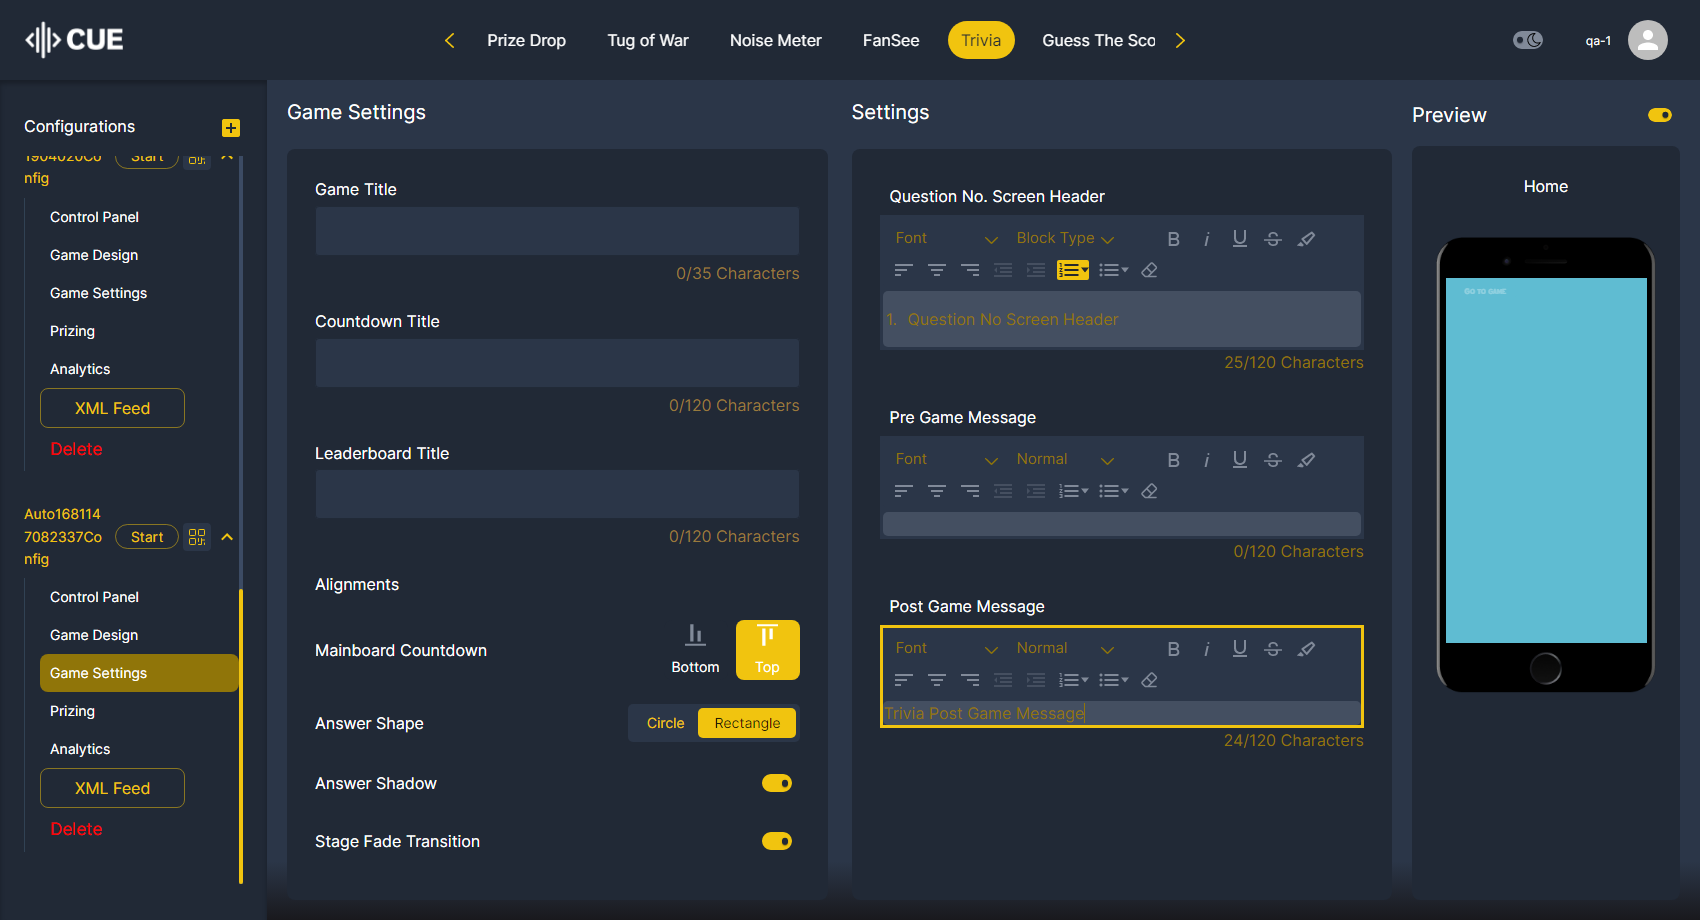 CUE
Prize Drop
Tug of War
Noise Meter
FanSee
Trivia
Guess The Sco
qa-1
Configurations
1904020Co
nfig
Start
Control Panel
Game Design
Game Settings
Prizing
Analytics
XML Feed
Delete
Auto168114
7082337Co
nfig
Start
Control Panel
Game Design
Game Settings
Prizing
Analytics
XML Feed
Delete
Game Settings
Game Title
0/35 Characters
Countdown Title
0/120 Characters
Leaderboard Title
0/120 Characters
Alignments
Mainboard Countdown
Bottom
Top
Answer Shape
Circle
Rectangle
Answer Shadow
Stage Fade Transition
Settings
Question No. Screen Header
Font
Block Type
B i U S
1. Question No Screen Header
25/120 Characters
Pre Game Message
Font
Normal
B i U S
0/120 Characters
Post Game Message
Font
Normal
B i U S
Trivia Post Game Message
24/120 Characters
Preview
Home
Go to game